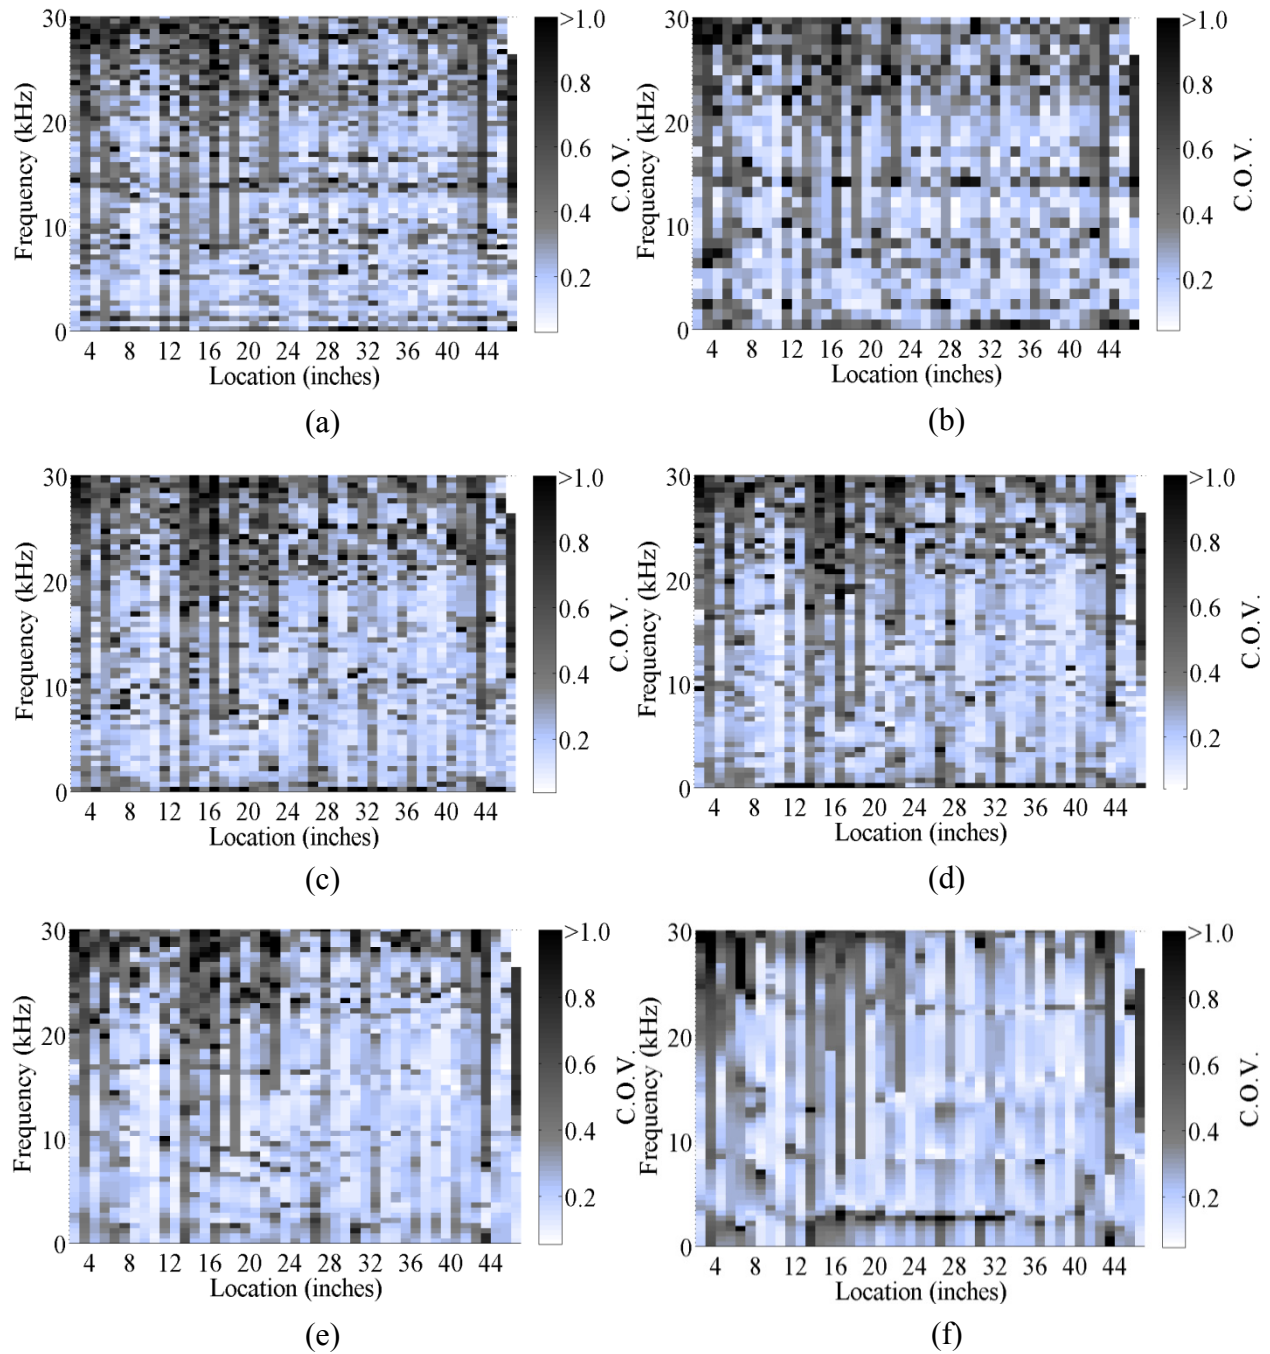 30 20 10 0
Frequency (kHz)
4 8 12 16 20 24 28 32 36 40 44
Location (inches)
>1.0 0.8 0.6 0.4 0.2
C.O.V.
(a)
30 20 10 0
Frequency (kHz)
4 8 12 16 20 24 28 32 36 40 44
Location (inches)
>1.0 0.8 0.6 0.4 0.2
C.O.V.
(b)
30 20 10 0
Frequency (kHz)
4 8 12 16 20 24 28 32 36 40 44
Location (inches)
>1.0 0.8 0.6 0.4 0.2
C.O.V.
(c)
30 20 10 0
Frequency (kHz)
4 8 12 16 20 24 28 32 36 40 44
Location (inches)
>1.0 0.8 0.6 0.4 0.2
C.O.V.
(d)
30 20 10 0
Frequency (kHz)
4 8 12 16 20 24 28 32 36 40 44
Location (inches)
>1.0 0.8 0.6 0.4 0.2
C.O.V.
(e)
30 20 10 0
Frequency (kHz)
4 8 12 16 20 24 28 32 36 40 44
Location (inches)
>1.0 0.8 0.6 0.4 0.2
C.O.V.
(f)